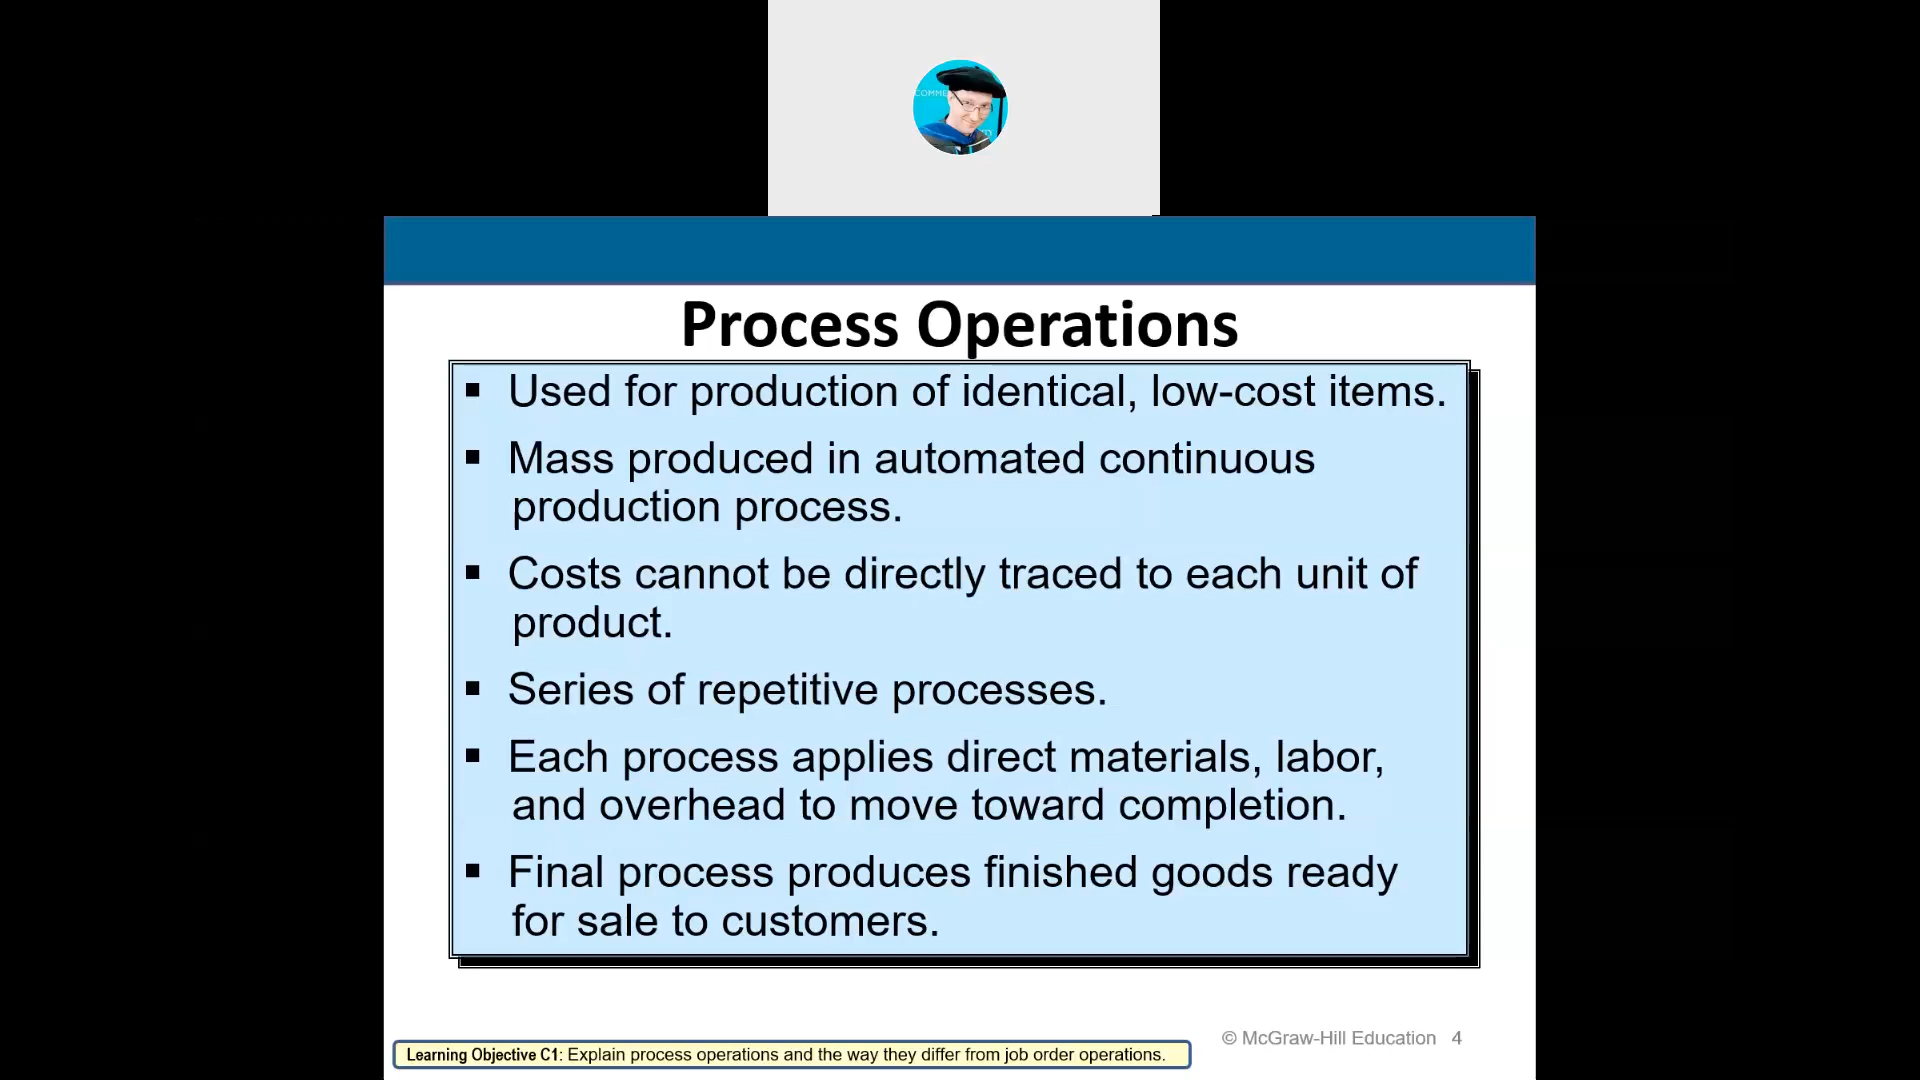 COMME
Process Operations
▪ Used for production of identical, low-cost items.
▪ Mass produced in automated continuous
production process.
▪ Costs cannot be directly traced to each unit of
product.
▪ Series of repetitive processes.
▪ Each process applies direct materials, labor,
and overhead to move toward completion.
▪ Final process produces finished goods ready
for sale to customers.
© McGraw-Hill Education 4
Learning Objective C1: Explain process operations and the way they differ from job order operations.